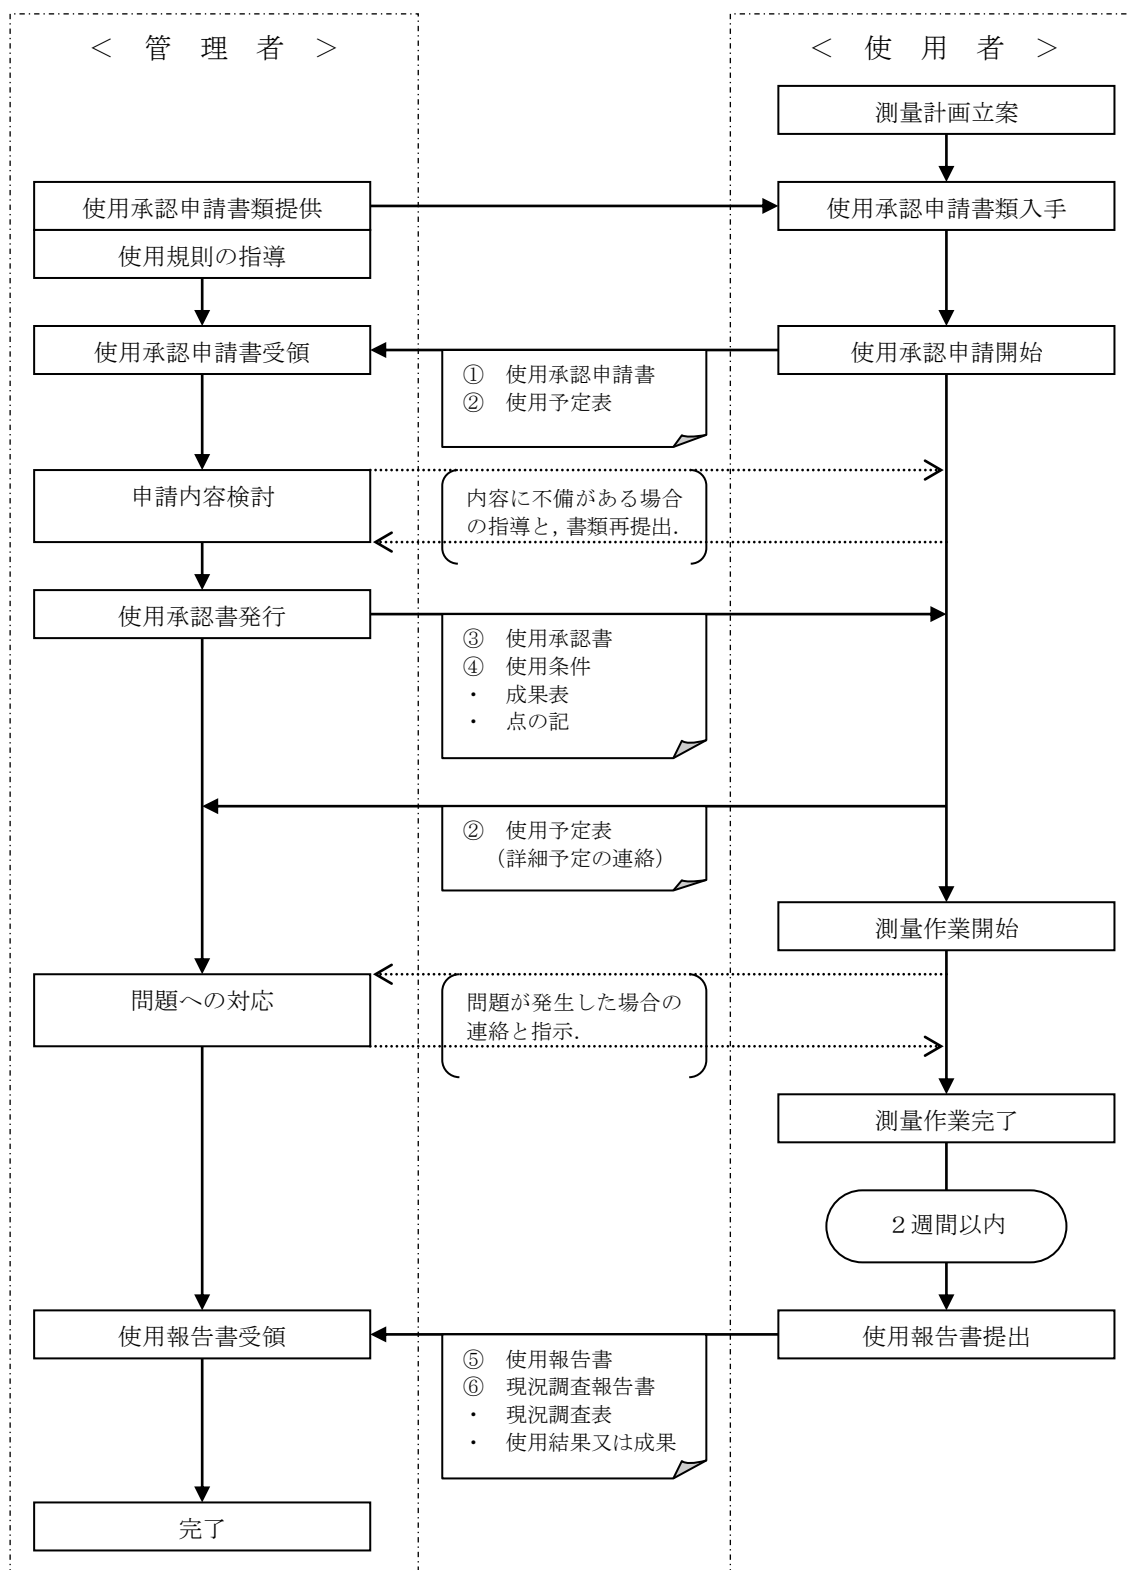 ＜　管　理　者　＞
＜　使　用　者　＞
測量計画立案
使用承認申請書類提供
使用承認申請書類入手
使用規則の指導
使用承認申請書受領
使用承認申請開始
①　使用承認申請書
②　使用予定表
申請内容検討
内容に不備がある場合
の指導と,書類再提出.
使用承認書発行
③　使用承認書
④　使用条件
・　成果表
・　点の記
②　使用予定表
（詳細予定の連絡）
測量作業開始
問題への対応
問題が発生した場合の
連絡と指示.
測量作業完了
２週間以内
使用報告書受領
使用報告書提出
⑤　使用報告書
⑥　現況調査報告書
・　現況調査表
・　使用結果又は成果
完了